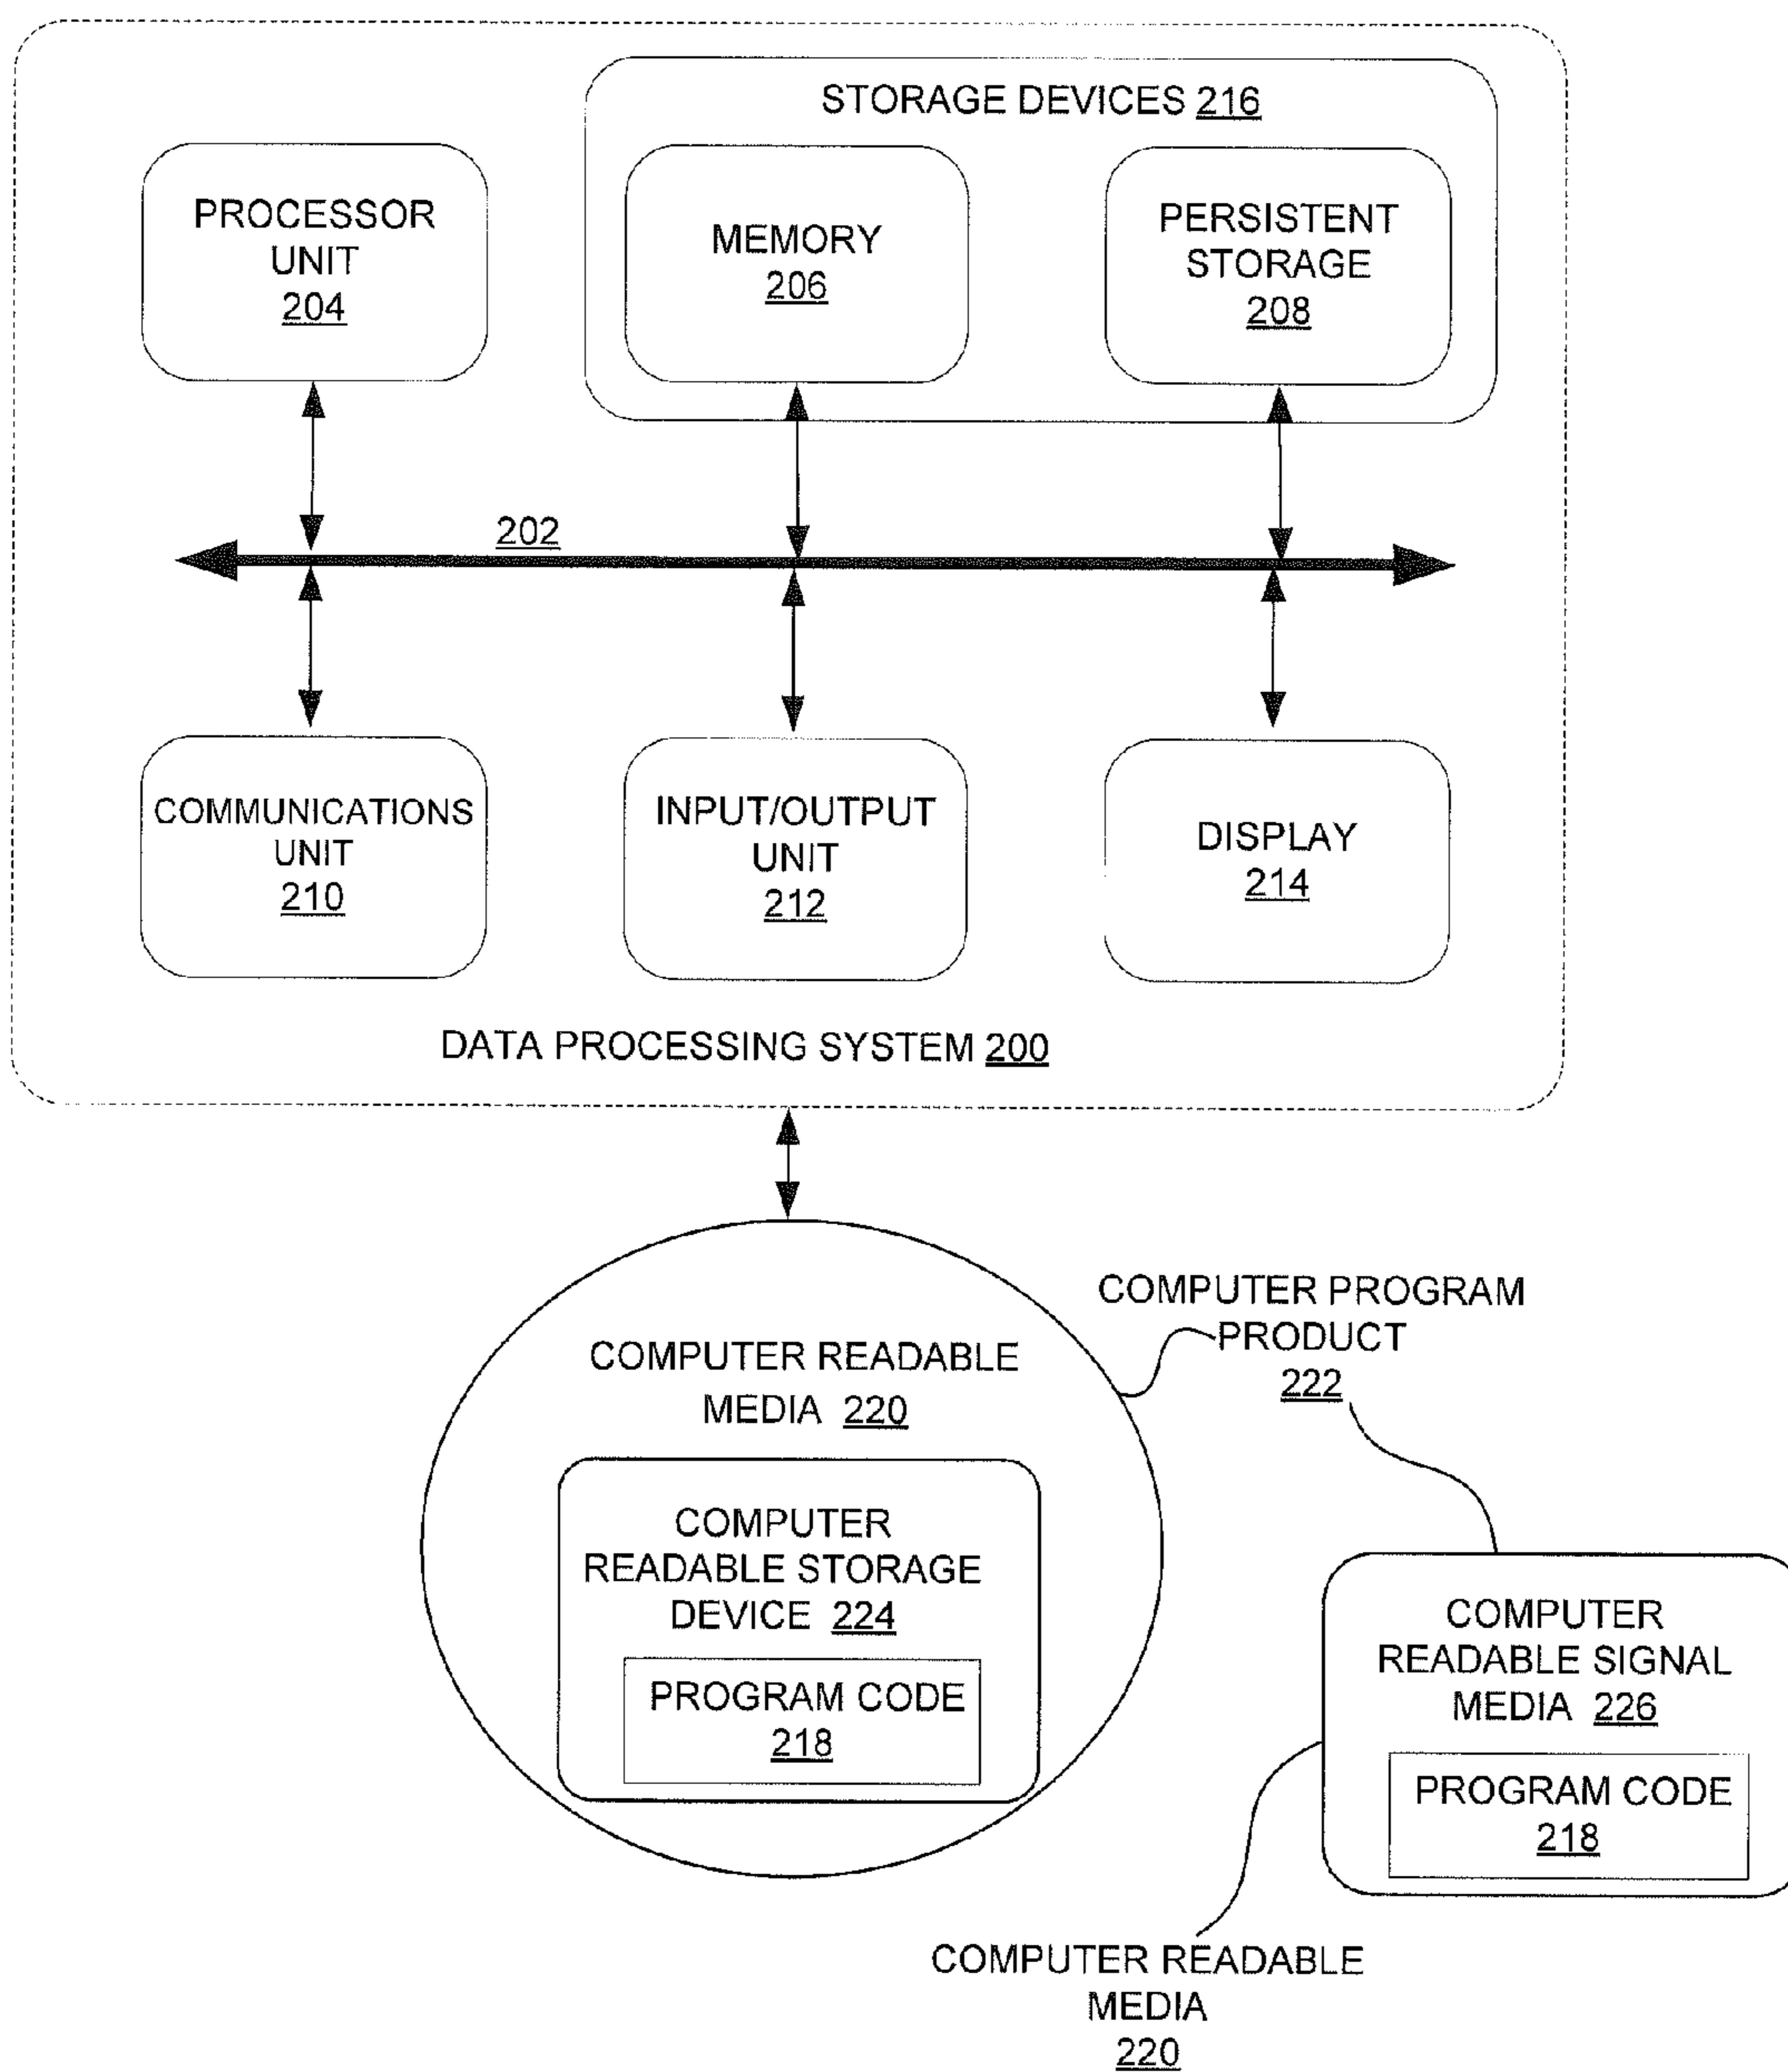 STORAGE DEVICES 216
PROCESSOR
UNIT
204
MEMORY
206
PERSISTENT
STORAGE
208
202
COMMUNICATIONS
UNIT
210
INPUT/OUTPUT
UNIT
212
DISPLAY
214
DATA PROCESSING SYSTEM 200
COMPUTER PROGRAM
PRODUCT
222
COMPUTER READABLE
MEDIA 220
COMPUTER
READABLE STORAGE
DEVICE 224
PROGRAM CODE
218
COMPUTER
READABLE SIGNAL
MEDIA 226
PROGRAM CODE
218
COMPUTER READABLE
MEDIA
220